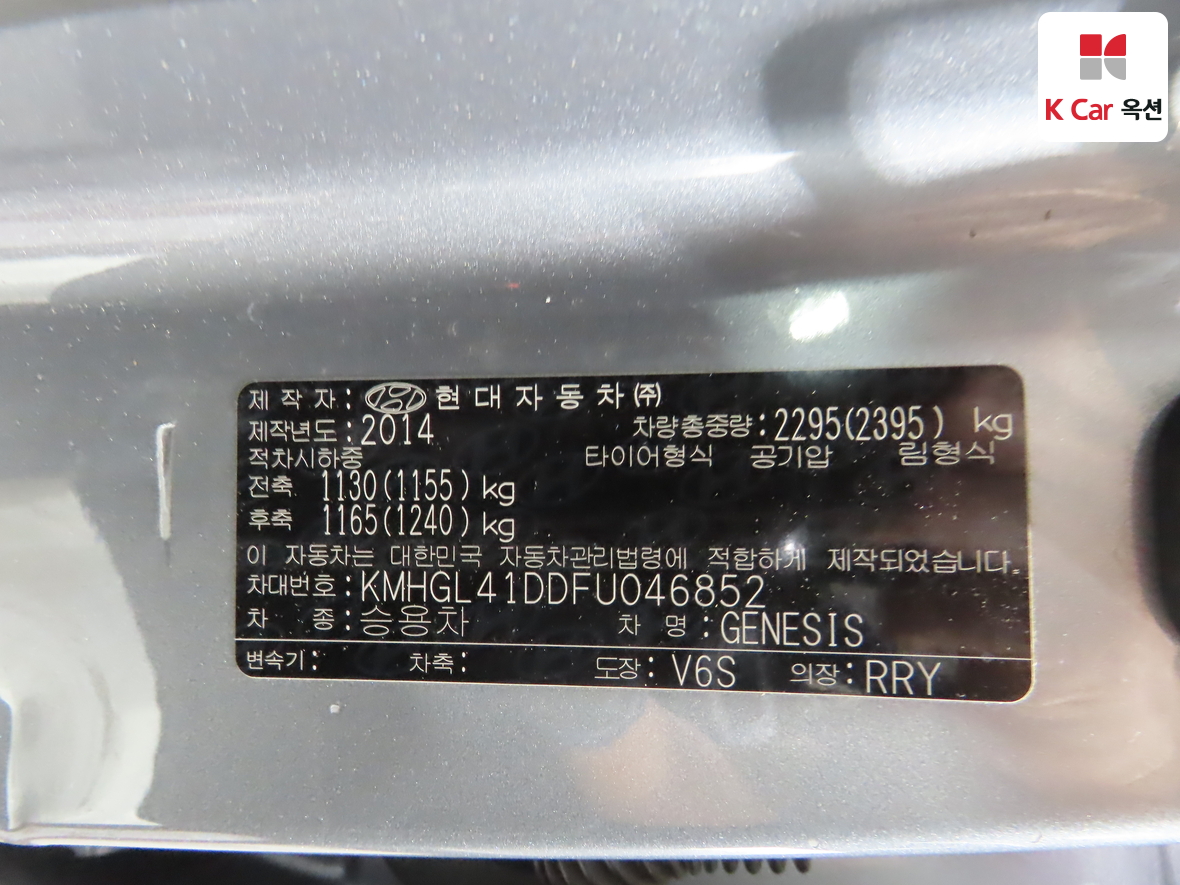 K Car 옥션
제 작 자 : 현 대 자 동 차 ㈜
제작년도 : 2014 차량총중량 : 2295(2395) kg
적차시하중 타이어형식 공기압 림형식
전축 1130(1155) kg
후축 1165(1240) kg
이 자동차는 대한민국 자동차관리법령에 적합하게 제작되었습니다.
차대번호 : KMHGL41DDFU046852
차 종 : 승용차 차 명 : GENESIS
변속기 : 차축 : 도장 : V6S 의장 : RRY